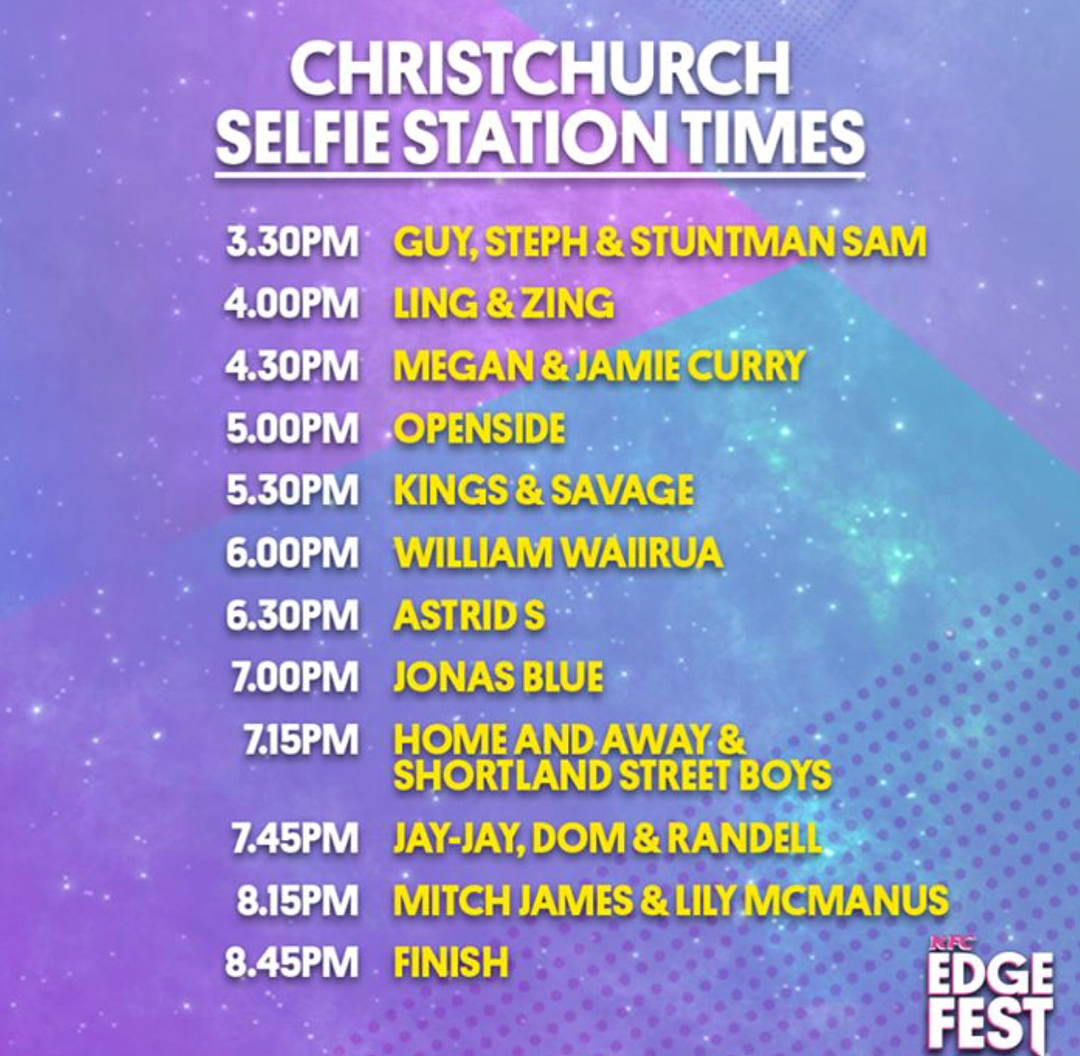 CHRISTCHURCH
SELFIE STATION TIMES
3.30PM GUY, STEPH & STUNTMAN SAM
4.00PM LING & ZING
4.30PM MEGAN & JAMIE CURRY
5.00PM OPENSIDE
5.30PM KINGS & SAVAGE
6.00PM WILLIAM WAIIRUA
6.30PM ASTRID S
7.00PM JONAS BLUE
7.15PM HOME AND AWAY &
SHORTLAND STREET BOYS
7.45PM JAY-JAY, DOM & RANDELL
8.15PM MITCH JAMES & LILY MCMANUS
8.45PM FINISH
KFC
EDGE
FEST